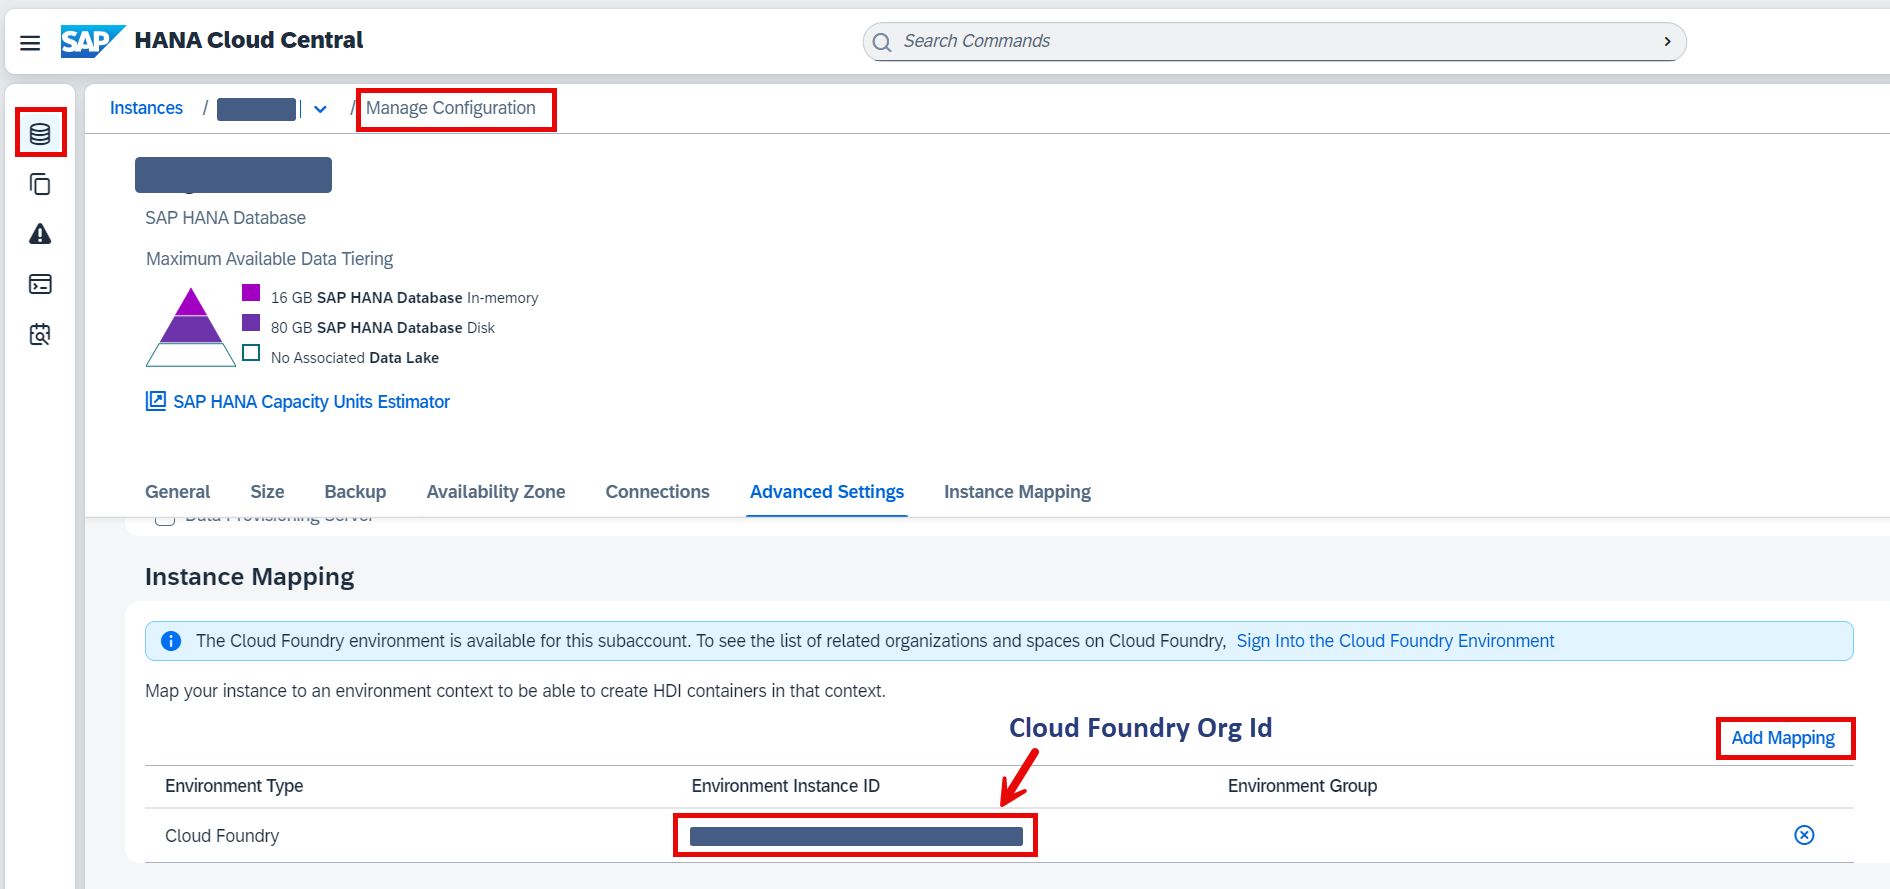 SAP HANA Cloud Central
Search Commands
Instances / / Manage Configuration
SAP HANA Database
Maximum Available Data Tiering
16 GB SAP HANA Database In-memory
80 GB SAP HANA Database Disk
No Associated Data Lake
SAP HANA Capacity Units Estimator
General Size Backup Availability Zone Connections Advanced Settings Instance Mapping
Data Provisioning Server
Instance Mapping
The Cloud Foundry environment is available for this subaccount. To see the list of related organizations and spaces on Cloud Foundry, Sign Into the Cloud Foundry Environment
Map your instance to an environment context to be able to create HDI containers in that context.
Cloud Foundry Org Id
Add Mapping
Environment Type Environment Instance ID Environment Group
Cloud Foundry